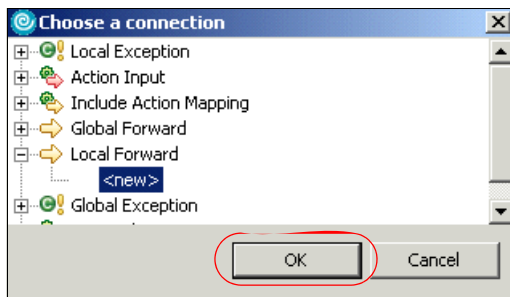 Choose a connection
Local Exception
Action Input
Include Action Mapping
Global Forward
Local Forward
<new>
Global Exception
OK
Cancel